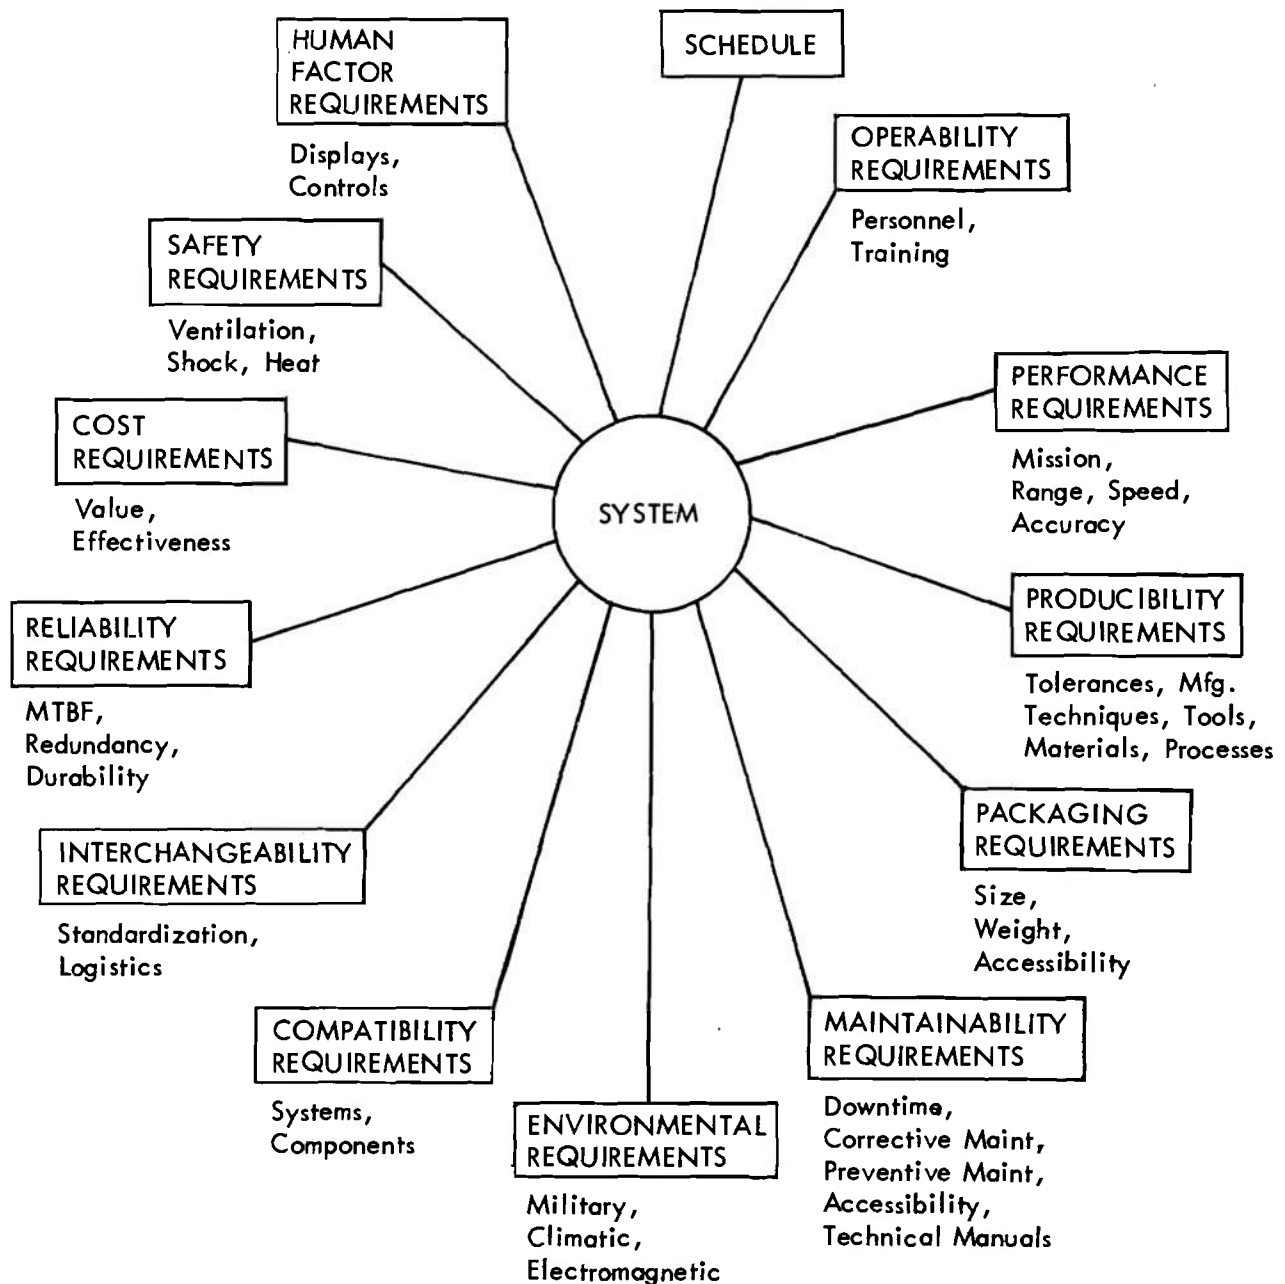 HUMAN
FACTOR
REQUIREMENTS
Displays,
Controls
SCHEDULE
OPERABILITY
REQUIREMENTS
Personnel,
Training
SAFETY
REQUIREMENTS
Ventilation,
Shock, Heat
PERFORMANCE
REQUIREMENTS
Mission,
Range, Speed,
Accuracy
COST
REQUIREMENTS
Value,
Effectiveness
SYSTEM
PRODUCIBILITY
REQUIREMENTS
Tolerances, Mfg.
Techniques, Tools,
Materials, Processes
RELIABILITY
REQUIREMENTS
MTBF,
Redundancy,
Durability
PACKAGING
REQUIREMENTS
Size,
Weight,
Accessibility
INTERCHANGEABILITY
REQUIREMENTS
Standardization,
Logistics
COMPATIBILITY
REQUIREMENTS
Systems,
Components
ENVIRONMENTAL
REQUIREMENTS
Military,
Climatic,
Electromagnetic
MAINTAINABILITY
REQUIREMENTS
Downtime,
Corrective Maint,
Preventive Maint,
Accessibility,
Technical Manuals